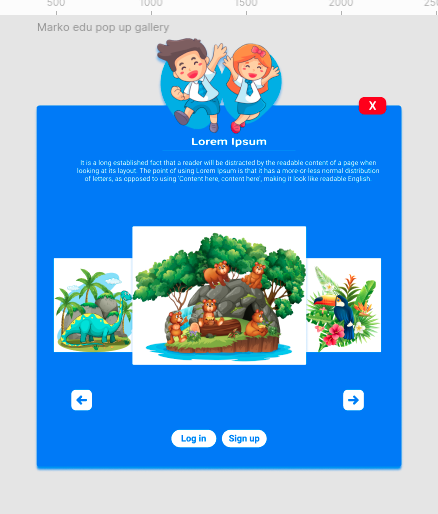 500 1000 1500 2000
Marko edu pop up gallery
X
Lorem Ipsum
It is a long established fact that a reader will be distracted by the readable content of a page when
looking at its layout. The point of using Lorem Ipsum is that it has a more-or-less normal distribution
of letters, as opposed to using 'Content here, content here', making it look like readable English.
Log in Sign up